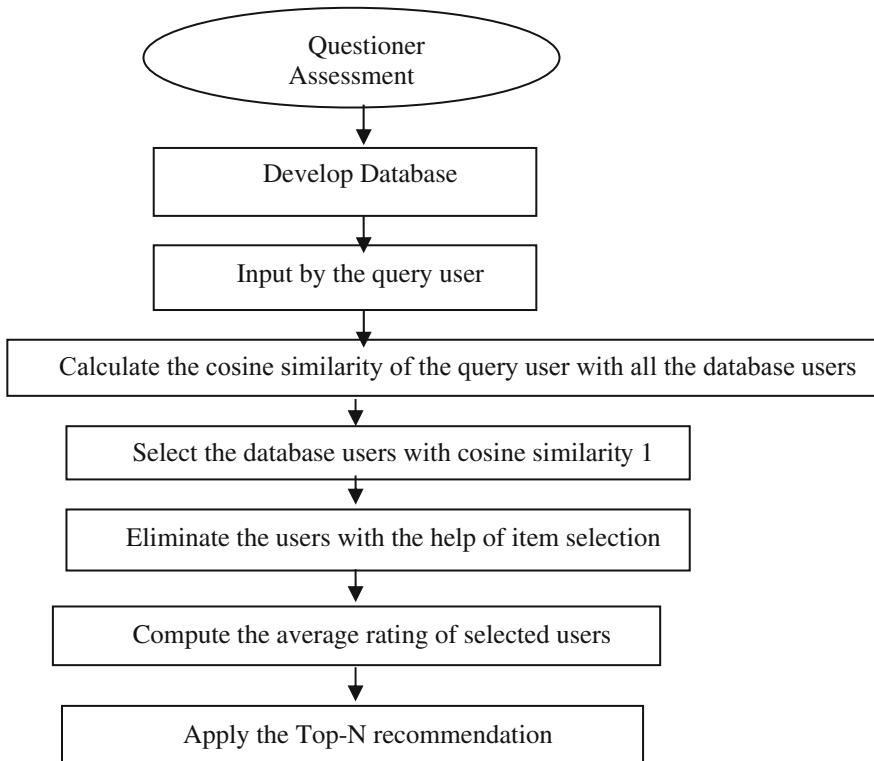 Questioner
Assessment
Develop Database
Input by the query user
Calculate the cosine similarity of the query user with all the database users
Select the database users with cosine similarity 1
Eliminate the users with the help of item selection
Compute the average rating of selected users
Apply the Top-N recommendation